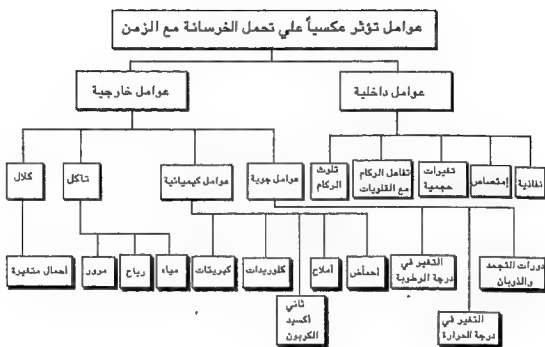 عوامل تؤثر عكسياً علي تحمل الخرسانة مع الزمن
عوامل داخلية
عوامل خارجية
نفاذية
إمتصاص
تغيرات
حجمية
تفاعل الركام
مع القلويات
تلوث
الركام
عوامل جوية
عوامل كيميائية
تاكل
كلال
دورات التجمد
والذوبان
التغير في
درجة الحرارة
التغير في
درجة الرطوبة
أحماض
أملاح
ثاني
أكسيد
الكربون
كلوريدات
كبريتات
مياه
رياح
مرور
أحمال متغيرة